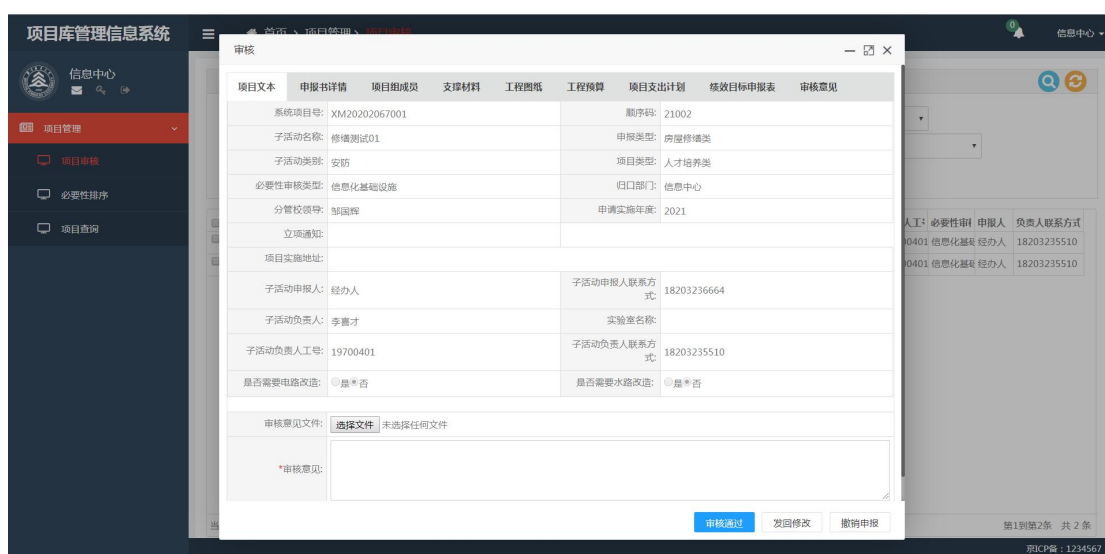 项目库管理信息系统
首页 > 项目管理 > 项目审核
0
信息中心
信息中心
项目管理
项目审核
必要性排序
项目查询
审核
项目文本 申报书详情 项目组成员 支撑材料 工程图纸 工程预算 项目支出计划 绩效目标申报表 审核意见
系统项目号: XM20202067001 顺序码: 21002
子活动名称: 修缮测试01 申报类型: 房屋修缮类
子活动类别: 安防 项目类型: 人才培养类
必要性审核类型: 信息化基础设施 归口部门: 信息中心
分管校领导: 邹国辉 申请实施年度: 2021
立项通知:
项目实施地址:
子活动申报人: 经办人 子活动申报人联系方式: 18203236664
子活动负责人: 李喜才 实验室名称:
子活动负责人工号: 19700401 子活动负责人联系方式: 18203235510
是否需要电路改造: 是 否 是否需要水路改造: 是 否
审核意见文件: 选择文件 未选择任何文件
*审核意见:
审核通过 发回修改 撤销申报
人工 必要性审 申报人 负责人联系方式
0401 信息化基 经办人 18203235510
0401 信息化基 经办人 18203235510
当
第1到第2条 共 2 条
京ICP备：1234567